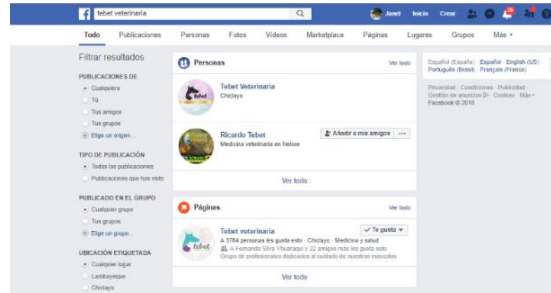 tebet veterinaria
Janet Inicio Crear
Todo Publicaciones Personas Fotos Videos Marketplace Páginas Lugares Grupos Más
Filtrar resultados
PUBLICACIONES DE
Cualquiera
Tú
Tus amigos
Tus grupos
Elige un origen...
TIPO DE PUBLICACIÓN
Todas las publicaciones
Publicaciones que has visto
PUBLICADO EN EL GRUPO
Cualquier grupo
Tus grupos
Elige un grupo...
UBICACIÓN ETIQUETADA
Cualquier lugar
Lambayeque
Chiclayo
Personas Ver todo
Tebet Veterinaria
Chiclayo
Ricardo Tebet
Medicina veterinaria en
Añadir a mis amigos
Ver todo
Páginas Ver todo
Tebet veterinaria
Te gusta
A 3764 personas les gusta esto · Chiclayo · Medicina y salud
A Fernando Silva y 22 amigos más les gusta esto
Grupo de profesionales dedicados al cuidado de nuestras mascotas
Ver todo
Español (España) · English (US) ·
Português (Brasil) · Français (France)
Privacidad · Condiciones · Publicidad ·
Gestión de anuncios · Cookies · Más
Facebook © 2018